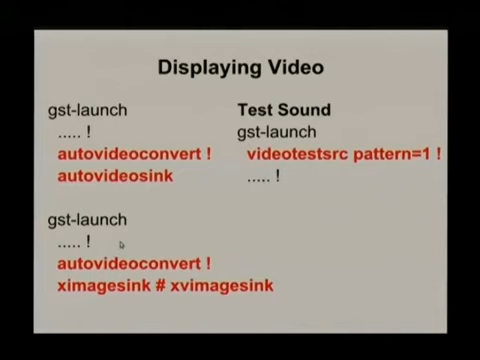 Displaying Video
gst-launch
..... !
autovideoconvert !
autovideosink
gst-launch
..... !
autovideoconvert !
ximagesink # xvimagesink
Test Sound
gst-launch
videotestsrc pattern=1 !
..... !